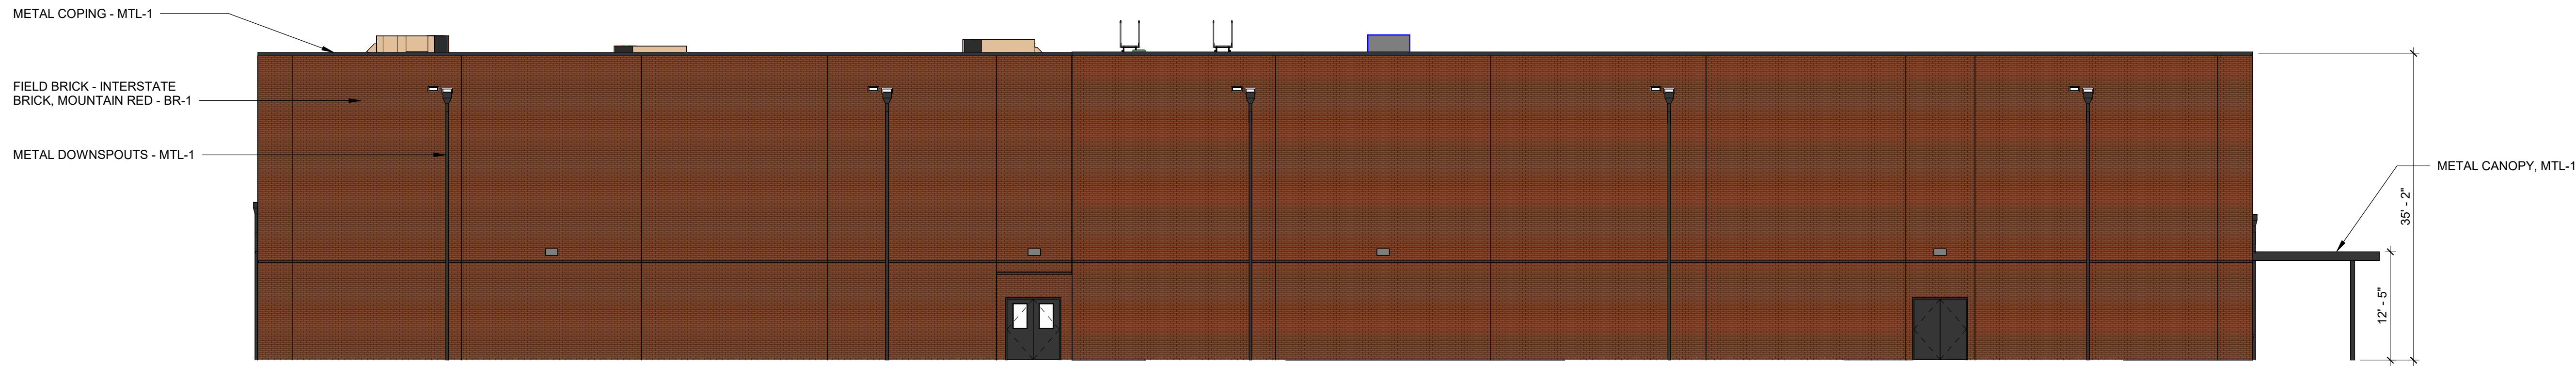 METAL COPING - MTL-1
FIELD BRICK - INTERSTATE
BRICK, MOUNTAIN RED - BR-1
METAL DOWNSPOUTS - MTL-1
METAL CANOPY, MTL-1
35' - 2"
12' - 5"